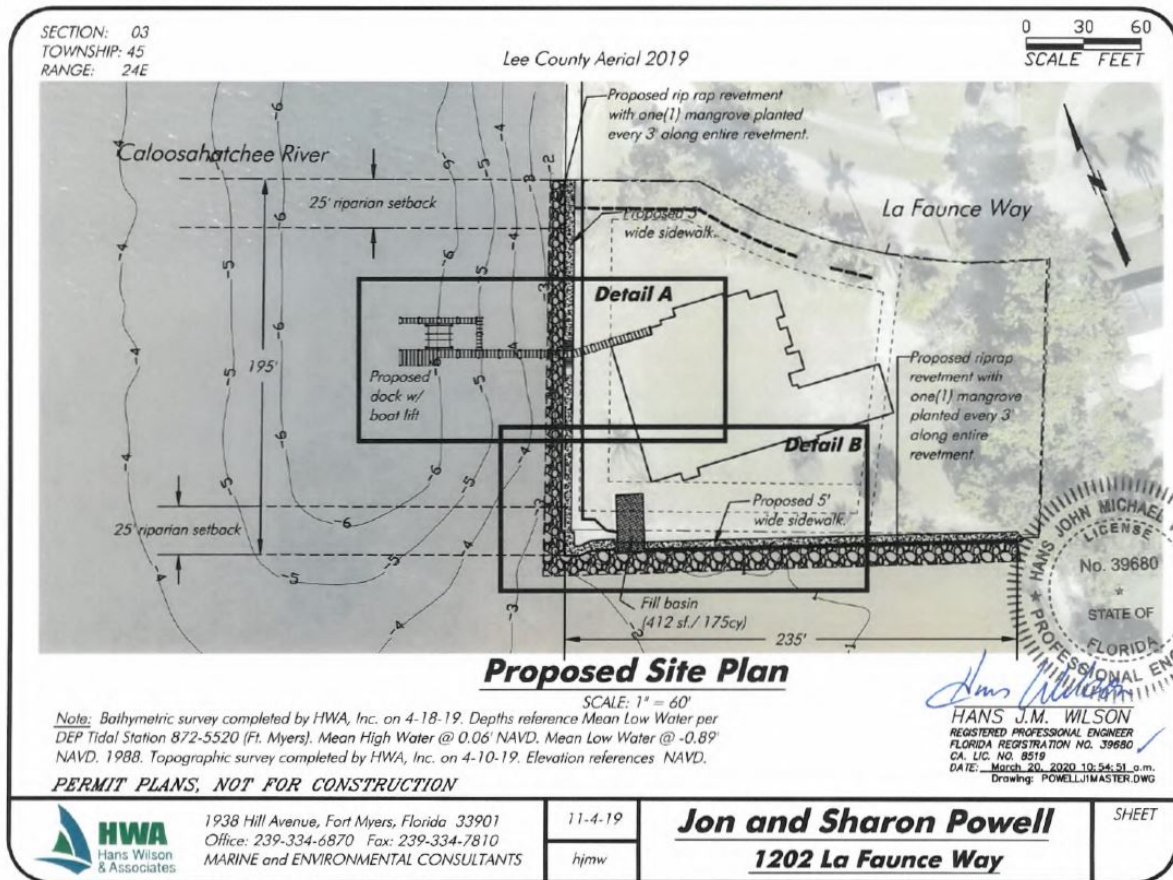 SECTION: 03
TOWNSHIP: 45
RANGE: 24E
Lee County Aerial 2019
0 30 60
SCALE FEET
Proposed rip rap revetment
with one(1) mangrove planted
every 3' along entire revetment.
Caloosahatchee River
25' riparian setback
La Faunce Way
Proposed 5'
wide sidewalk.
Detail A
195'
Proposed
dock w/
boat lift
Proposed riprap
revetment with
one(1) mangrove
planted every 3'
along entire
revetment.
Detail B
Proposed 5'
wide sidewalk.
25' riparian setback
Fill basin
(412 sf./ 175cy)
235'
-2
-3
-4
-5
-6
HANS JOHN MICHAEL
LICENSE
No. 39680
STATE OF
FLORIDA
PROFESSIONAL ENG
Proposed Site Plan
SCALE: 1" = 60'
Note: Bathymetric survey completed by HWA, Inc. on 4-18-19. Depths reference Mean Low Water per
DEP Tidal Station 872-5520 (Ft. Myers). Mean High Water @ 0.06' NAVD. Mean Low Water @ -0.89'
NAVD. 1988. Topographic survey completed by HWA, Inc. on 4-10-19. Elevation references NAVD.
PERMIT PLANS, NOT FOR CONSTRUCTION
HANS J.M. WILSON
REGISTERED PROFESSIONAL ENGINEER
FLORIDA REGISTRATION NO. 39680
CA. LIC. NO. 8519
DATE: March 20, 2020 10:54:51 a.m.
Drawing: POWELLJ1MASTER.DWG
HWA
Hans Wilson
& Associates
1938 Hill Avenue, Fort Myers, Florida 33901
Office: 239-334-6870 Fax: 239-334-7810
MARINE and ENVIRONMENTAL CONSULTANTS
11-4-19
hjmw
Jon and Sharon Powell
1202 La Faunce Way
SHEET